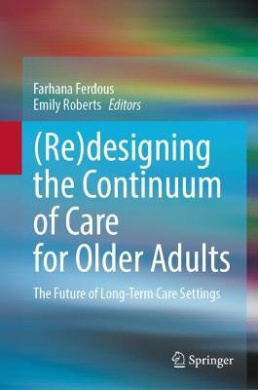 Farhana Ferdous
Emily Roberts Editors
(Re)designing
the Continuum
of Care
for Older Adults
The Future of Long-Term Care Settings
Springer